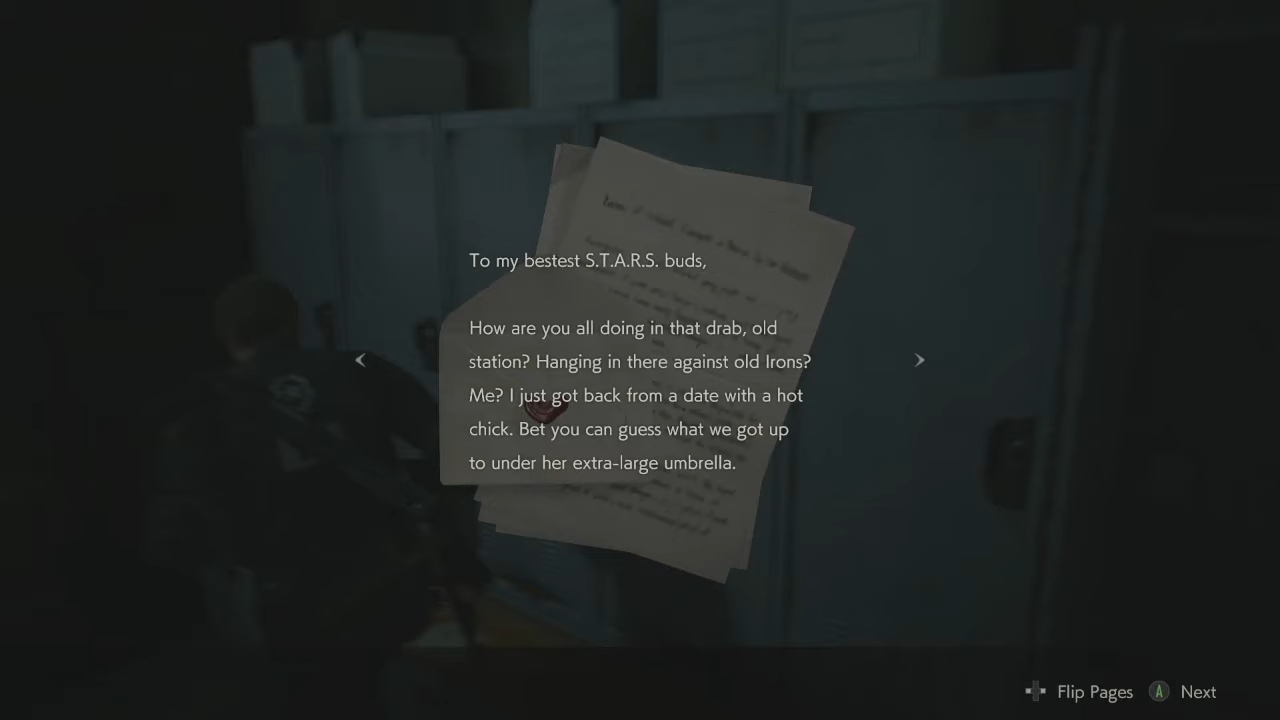 To my bestest S.T.A.R.S. buds,
How are you all doing in that drab, old
station? Hanging in there against old Irons?
Me? I just got back from a date with a hot
chick. Bet you can guess what we got up
to under her extra-large umbrella.
Flip Pages A Next